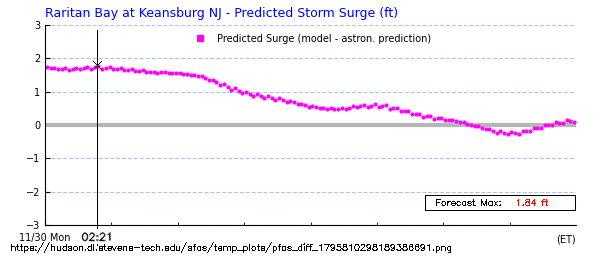 Raritan Bay at Keansburg NJ - Predicted Storm Surge (ft)
3
Predicted Surge (model - astron. prediction)
2
1
0
−1
−2
Forecast Max: 1.84 ft
−3
11/30 Mon 02:21
(ET)
https://hudson.dl.stevens-tech.edu/sfas/temp_plots/pfas_diff_1795810298189386691.png